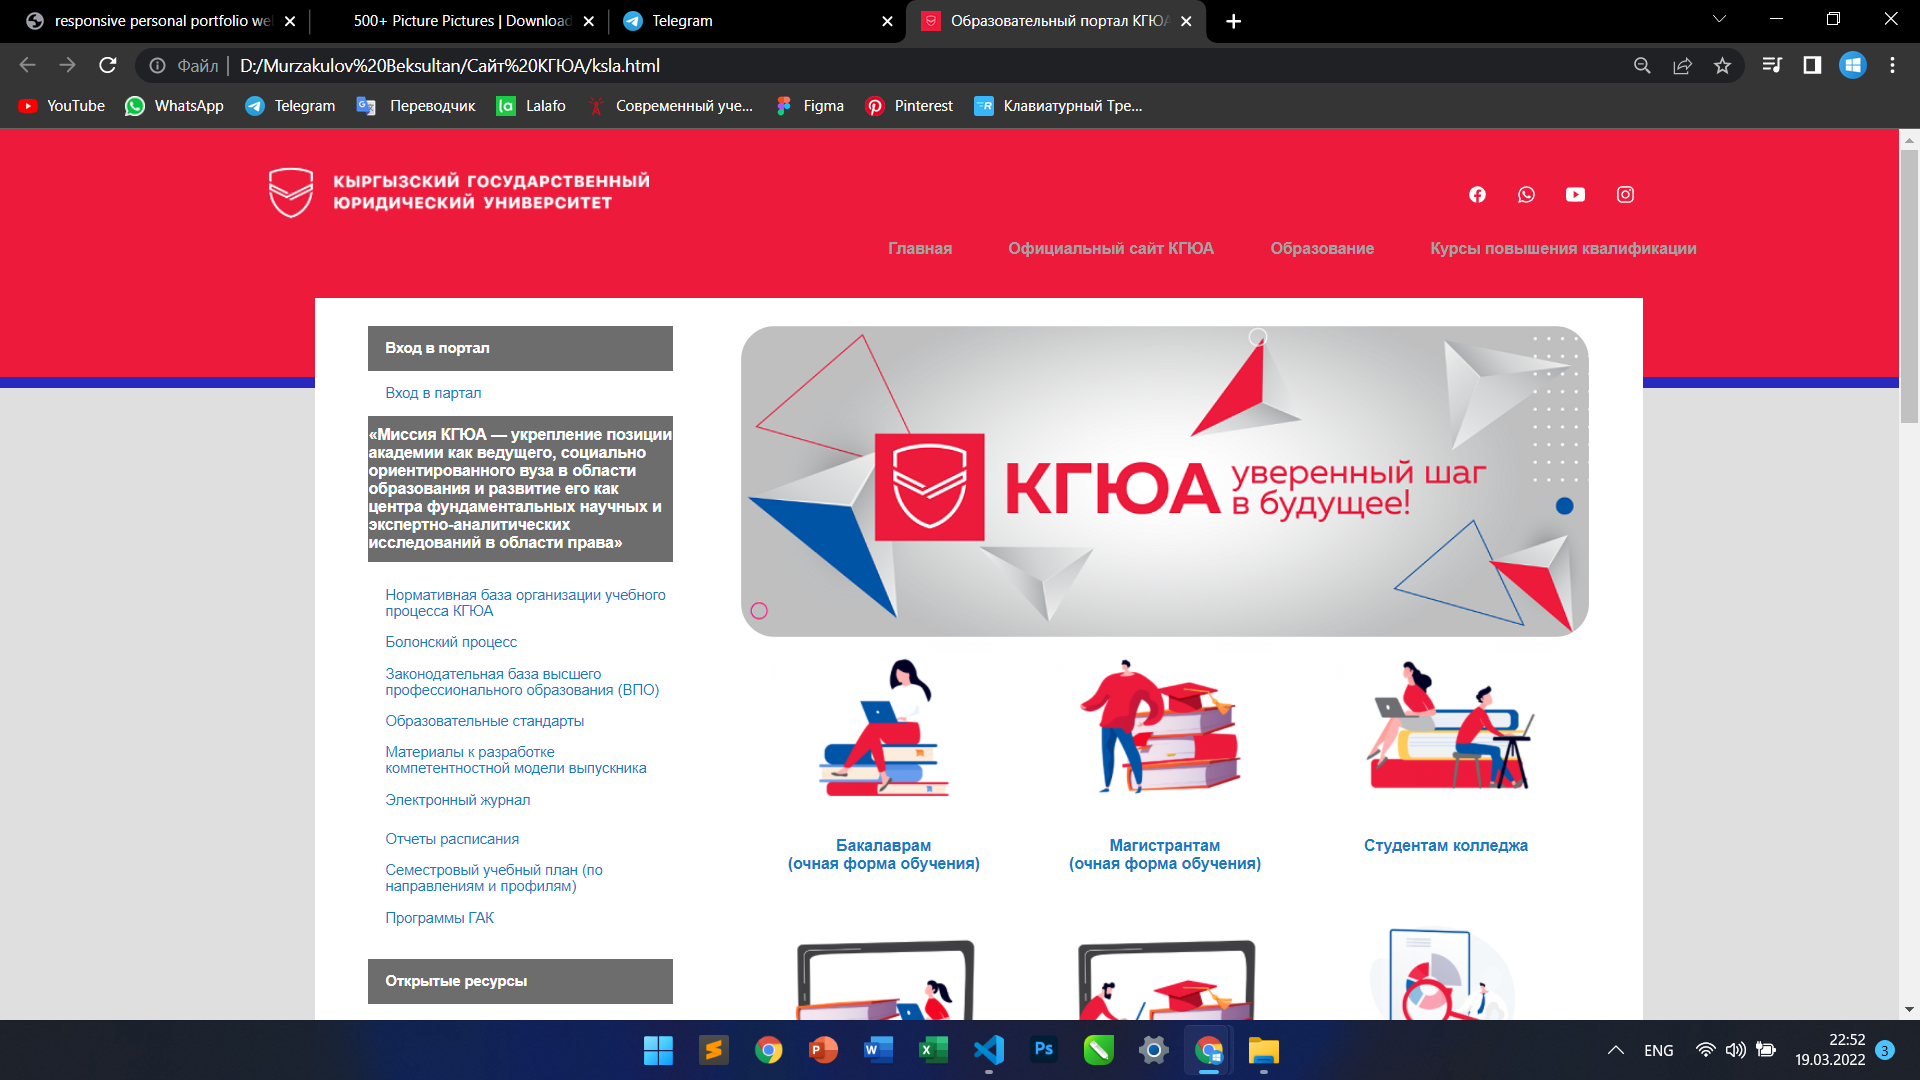 responsive personal portfolio we
500+ Picture Pictures | Download
Telegram
Образовательный портал КГЮА
Файл
D:/Murzakulov%20Beksultan/Сайт%20КГЮА/ksla.html
YouTube
WhatsApp
Telegram
Переводчик
Lalafo
Современный уче...
Figma
Pinterest
Клавиатурный Тре...
КЫРГЫЗСКИЙ ГОСУДАРСТВЕННЫЙ
ЮРИДИЧЕСКИЙ УНИВЕРСИТЕТ
Главная
Официальный сайт КГЮА
Образование
Курсы повышения квалификации
Вход в портал
Вход в партал
«Миссия КГЮА — укрепление позиции
академии как ведущего, социально
ориентированного вуза в области
образования и развитие его как
центра фундаментальных научных и
экспертно-аналитических
исследований в области права»
Нормативная база организации учебного
процесса КГЮА
Болонский процесс
Законодательная база высшего
профессионального образования (ВПО)
Образовательные стандарты
Материалы к разработке
компетентностной модели выпускника
Электронный журнал
Отчеты расписания
Семестровый учебный план (по
направлениям и профилям)
Программы ГАК
Открытые ресурсы
КГЮА
уверенный шаг
в будущее!
Бакалаврам
(очная форма обучения)
Магистрантам
(очная форма обучения)
Студентам колледжа
ENG
22:52
19.03.2022
3